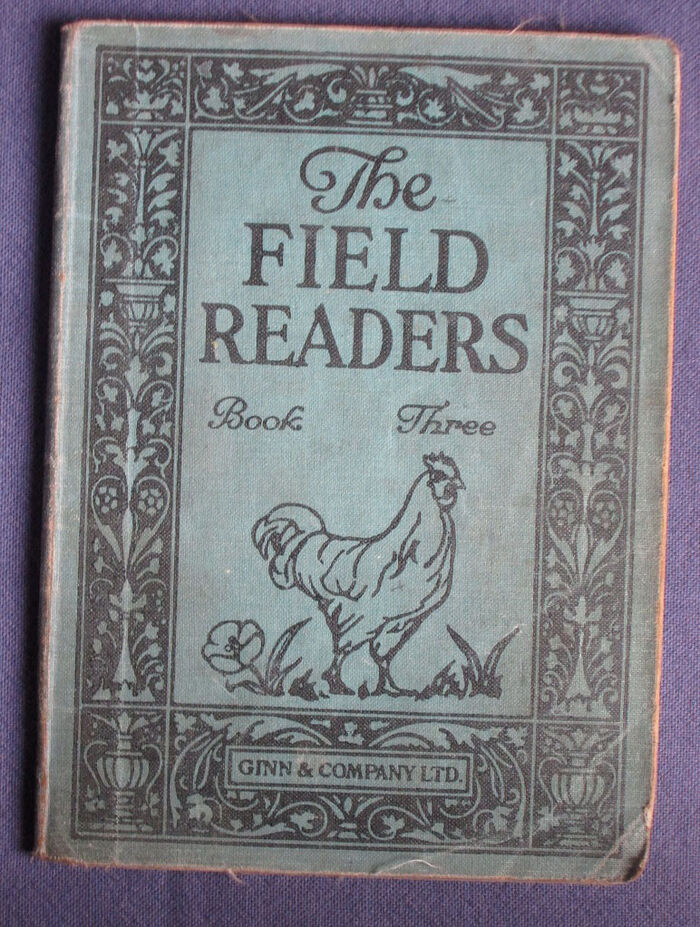 The
FIELD
READERS
Book Three
GINN & COMPANY LTD.